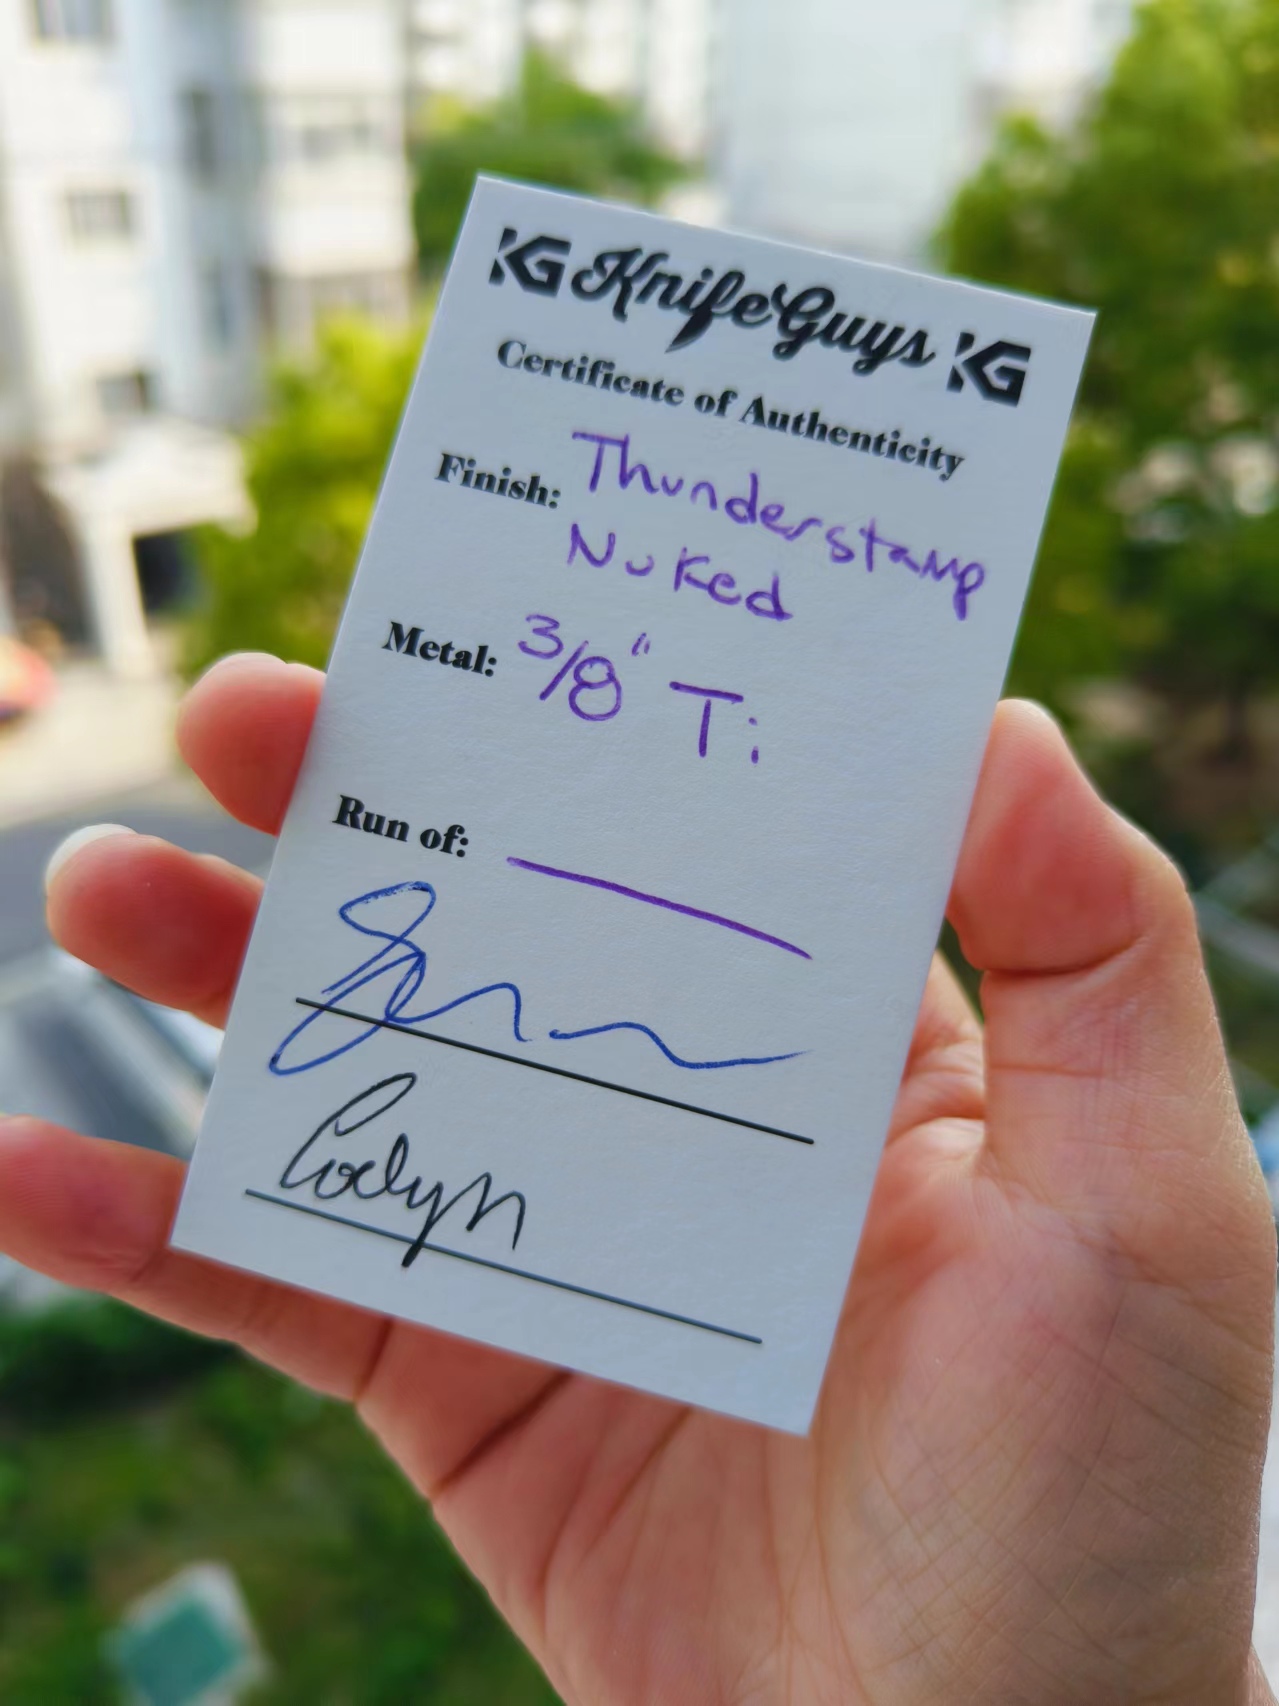 KG KnifeGuys KG
Certificate of Authenticity
Finish: Thunderstamp
Nuked
Metal: 3/8" Ti
Run of:
Codyn